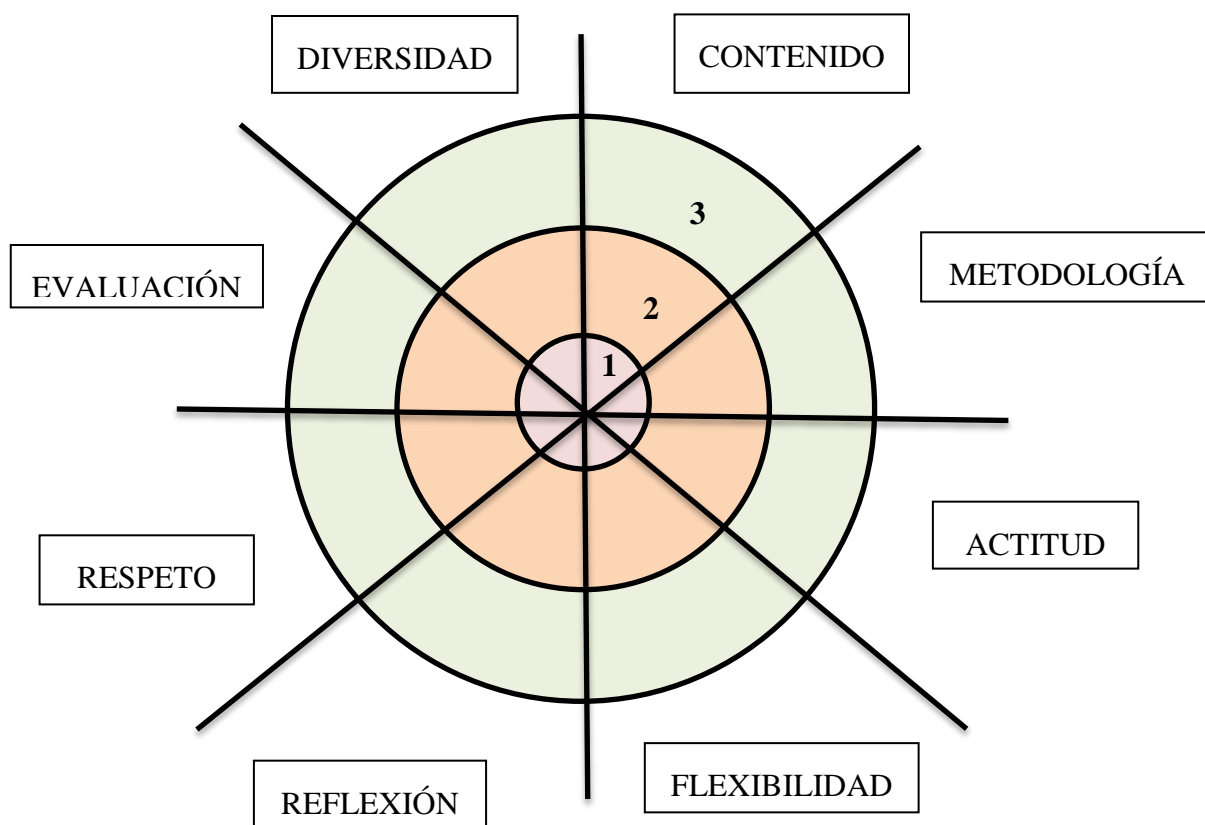 DIVERSIDAD
CONTENIDO
3
METODOLOGÍA
EVALUACIÓN
2
1
ACTITUD
RESPETO
FLEXIBILIDAD
REFLEXIÓN